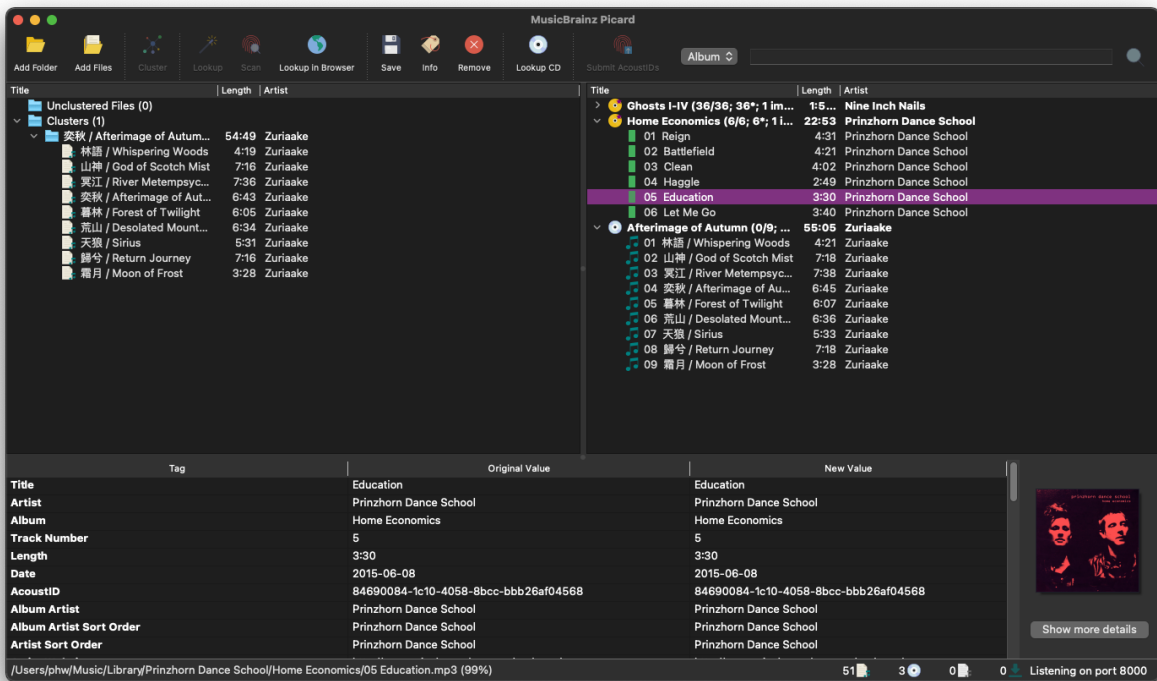 MusicBrainz Picard
Add Folder Add Files Cluster Lookup Scan Lookup in Browser Save Info Remove Lookup CD Submit AcoustIDs Album
Title Length Artist
Unclustered Files (0)
Clusters (1)
奕秋 / Afterimage of Autum... 54:49 Zuriaake
林語 / Whispering Woods 4:19 Zuriaake
山神 / God of Scotch Mist 7:16 Zuriaake
冥江 / River Metempsyc... 7:36 Zuriaake
奕秋 / Afterimage of Aut... 6:43 Zuriaake
暮林 / Forest of Twilight 6:05 Zuriaake
荒山 / Desolated Mount... 6:34 Zuriaake
天狼 / Sirius 5:31 Zuriaake
歸兮 / Return Journey 7:16 Zuriaake
霜月 / Moon of Frost 3:28 Zuriaake
Title Length Artist
Ghosts I-IV (36/36; 36*; 1 im... 1:5... Nine Inch Nails
Home Economics (6/6; 6*; 1 i... 22:53 Prinzhorn Dance School
01 Reign 4:31 Prinzhorn Dance School
02 Battlefield 4:21 Prinzhorn Dance School
03 Clean 4:02 Prinzhorn Dance School
04 Haggle 2:49 Prinzhorn Dance School
05 Education 3:30 Prinzhorn Dance School
06 Let Me Go 3:40 Prinzhorn Dance School
Afterimage of Autumn (0/9; ... 55:05 Zuriaake
01 林語 / Whispering Woods 4:21 Zuriaake
02 山神 / God of Scotch Mist 7:18 Zuriaake
03 冥江 / River Metempsyc... 7:38 Zuriaake
04 奕秋 / Afterimage of Au... 6:45 Zuriaake
05 暮林 / Forest of Twilight 6:07 Zuriaake
06 荒山 / Desolated Mount... 6:36 Zuriaake
07 天狼 / Sirius 5:33 Zuriaake
08 歸兮 / Return Journey 7:18 Zuriaake
09 霜月 / Moon of Frost 3:28 Zuriaake
Tag Original Value New Value
Title Education Education
Artist Prinzhorn Dance School Prinzhorn Dance School
Album Home Economics Home Economics
Track Number 5 5
Length 3:30 3:30
Date 2015-06-08 2015-06-08
AcoustID 84690084-1c10-4058-8bcc-bbb26af04568 84690084-1c10-4058-8bcc-bbb26af04568
Album Artist Prinzhorn Dance School Prinzhorn Dance School
Album Artist Sort Order Prinzhorn Dance School Prinzhorn Dance School
Artist Sort Order Prinzhorn Dance School Prinzhorn Dance School
prinzhorn dance school
home economics
Show more details
/Users/phw/Music/Library/Prinzhorn Dance School/Home Economics/05 Education.mp3 (99%) 51 3 0 0 Listening on port 8000